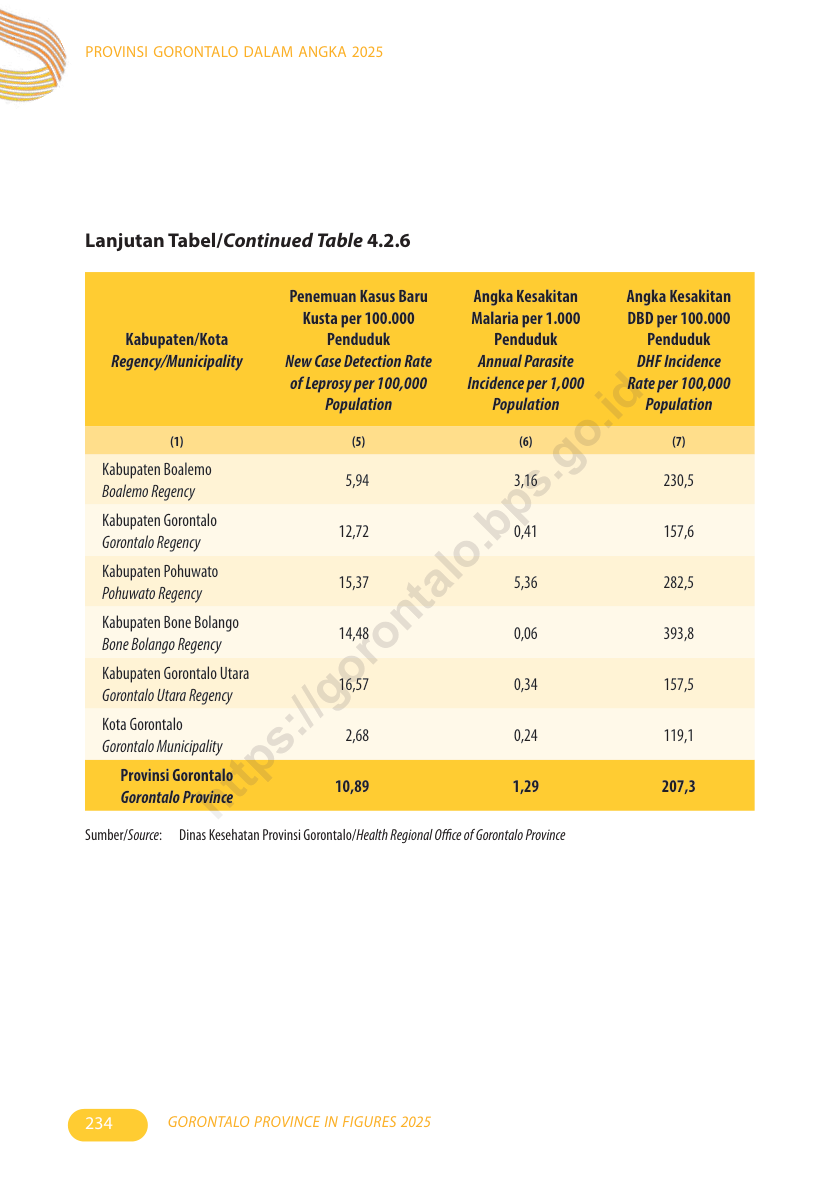 PROVINSI GORONTALO DALAM ANGKA 2025
Lanjutan Tabel/Continued Table 4.2.6
Kabupaten/Kota
Regency/Municipality
Penemuan Kasus Baru
Kusta per 100.000
Penduduk
New Case Detection Rate
of Leprosy per 100,000
Population
Angka Kesakitan
Malaria per 1.000
Penduduk
Annual Parasite
Incidence per 1,000
Population
Angka Kesakitan
DBD per 100.000
Penduduk
DHF Incidence
Rate per 100,000
Population
(1) (5) (6) (7)
Kabupaten Boalemo
Boalemo Regency
5,94 3,16 230,5
Kabupaten Gorontalo
Gorontalo Regency
12,72 0,41 157,6
Kabupaten Pohuwato
Pohuwato Regency
15,37 5,36 282,5
Kabupaten Bone Bolango
Bone Bolango Regency
14,48 0,06 393,8
Kabupaten Gorontalo Utara
Gorontalo Utara Regency
16,57 0,34 157,5
Kota Gorontalo
Gorontalo Municipality
2,68 0,24 119,1
Provinsi Gorontalo
Gorontalo Province
10,89 1,29 207,3
Sumber/Source: Dinas Kesehatan Provinsi Gorontalo/Health Regional Office of Gorontalo Province
https://gorontalo.bps.go.id
234 GORONTALO PROVINCE IN FIGURES 2025